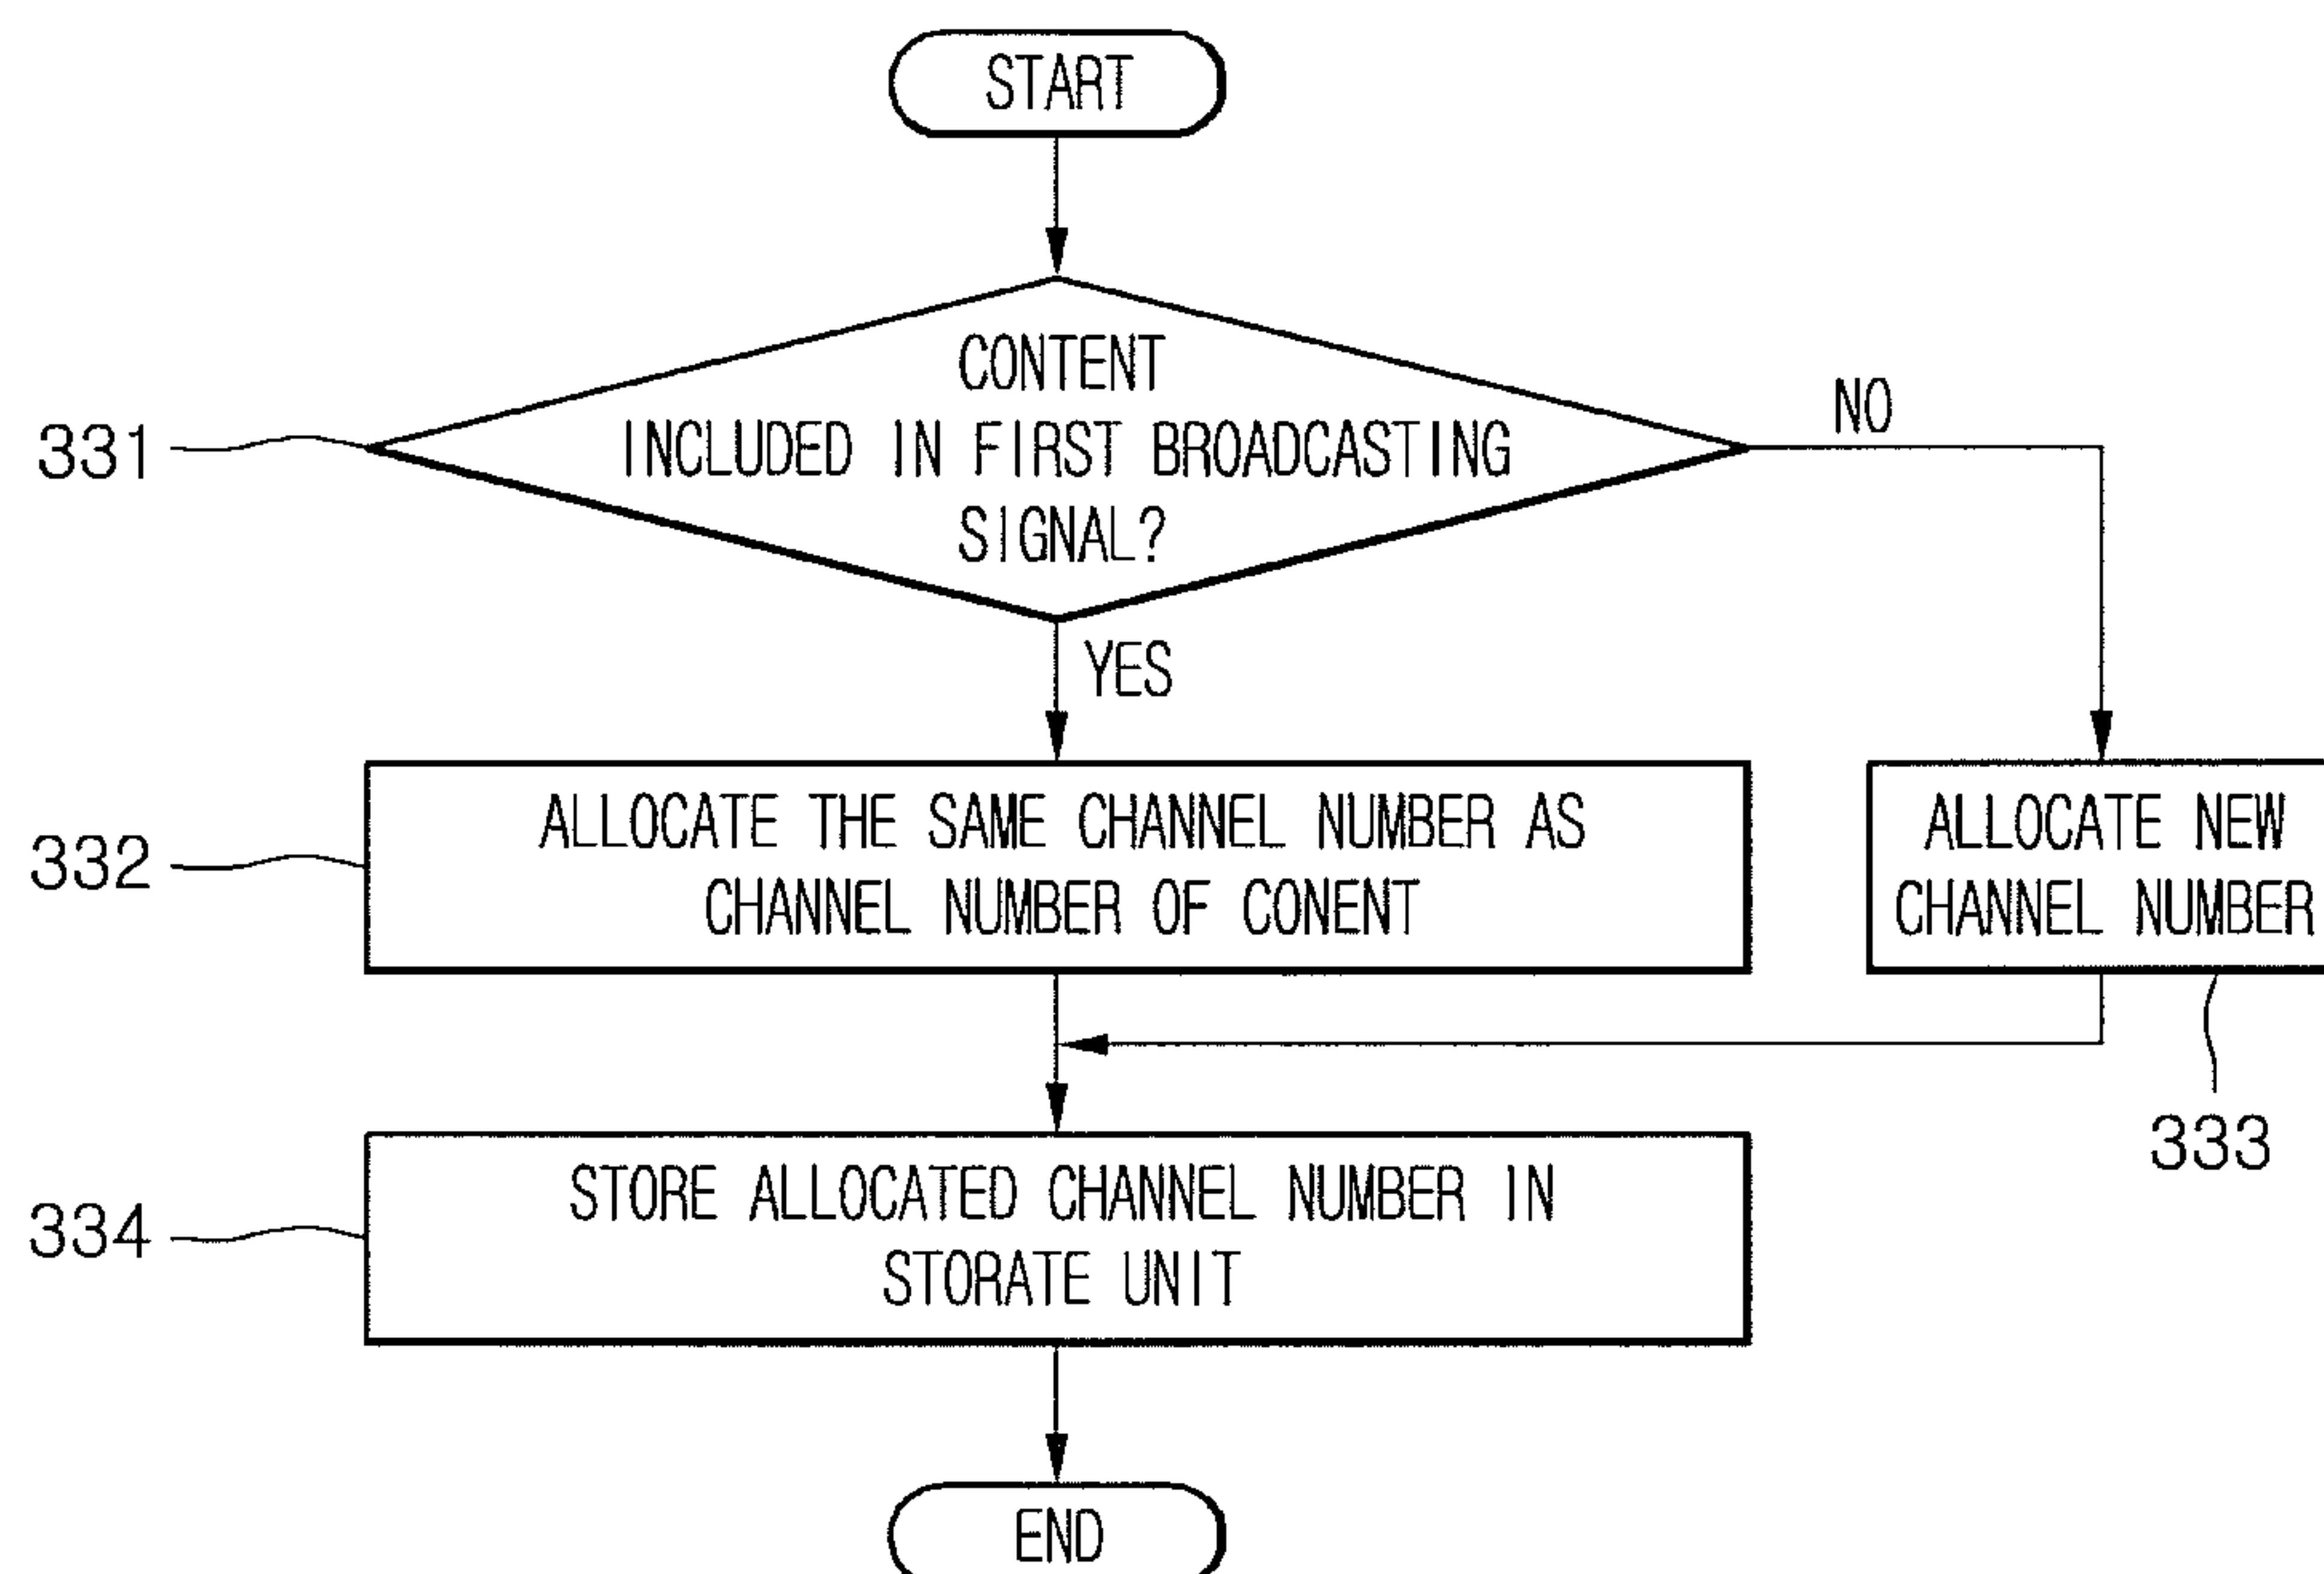 START
CONTENT
INCLUDED IN FIRST BROADCASTING
SIGNAL?
NO
331
YES
ALLOCATE THE SAME CHANNEL NUMBER AS
CHANNEL NUMBER OF CONENT
332
ALLOCATE NEW
CHANNEL NUMBER
333
STORE ALLOCATED CHANNEL NUMBER IN
STORATE UNIT
334
END